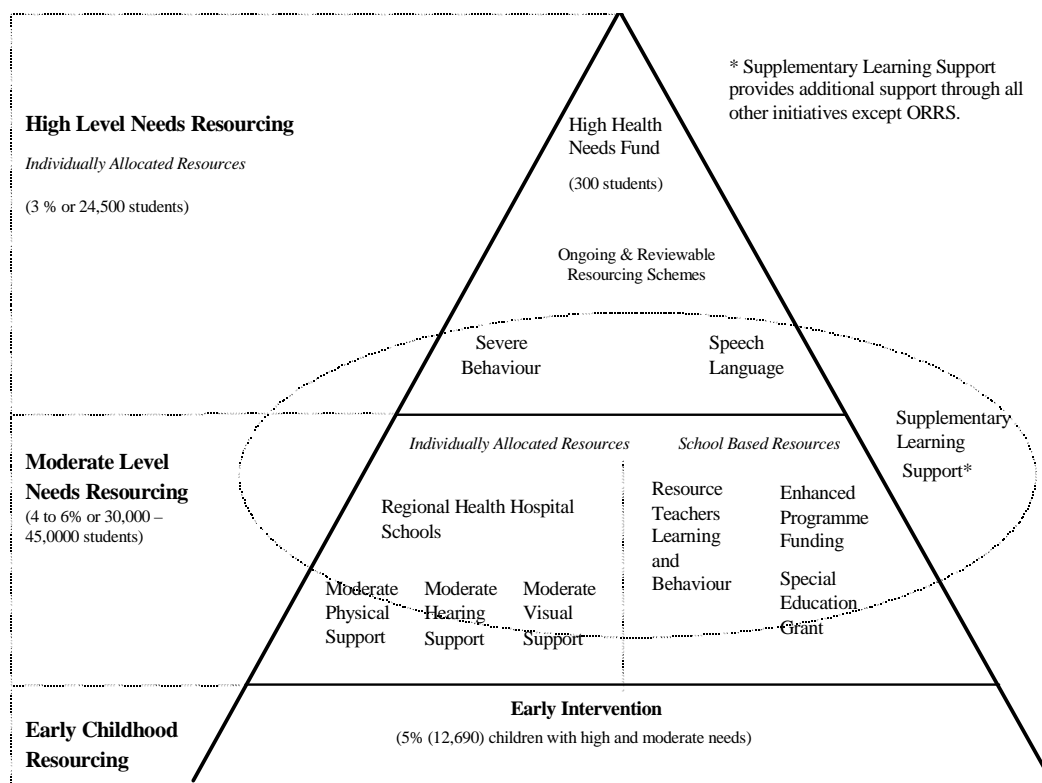 * Supplementary Learning Support
provides additional support through all
other initiatives except ORRS.
High Level Needs Resourcing
Individually Allocated Resources
(3 % or 24,500 students)
High Health
Needs Fund
(300 students)
Ongoing & Reviewable
Resourcing Schemes
Severe
Behaviour
Speech
Language
Supplementary
Learning
Support*
Moderate Level
Needs Resourcing
(4 to 6% or 30,000 –
45,0000 students)
Individually Allocated Resources
School Based Resources
Regional Health Hospital
Schools
Resource
Teachers
Learning
and
Behaviour
Enhanced
Programme
Funding
Moderate
Physical
Support
Moderate
Hearing
Support
Moderate
Visual
Support
Special
Education
Grant
Early Childhood
Resourcing
Early Intervention
(5% (12,690) children with high and moderate needs)